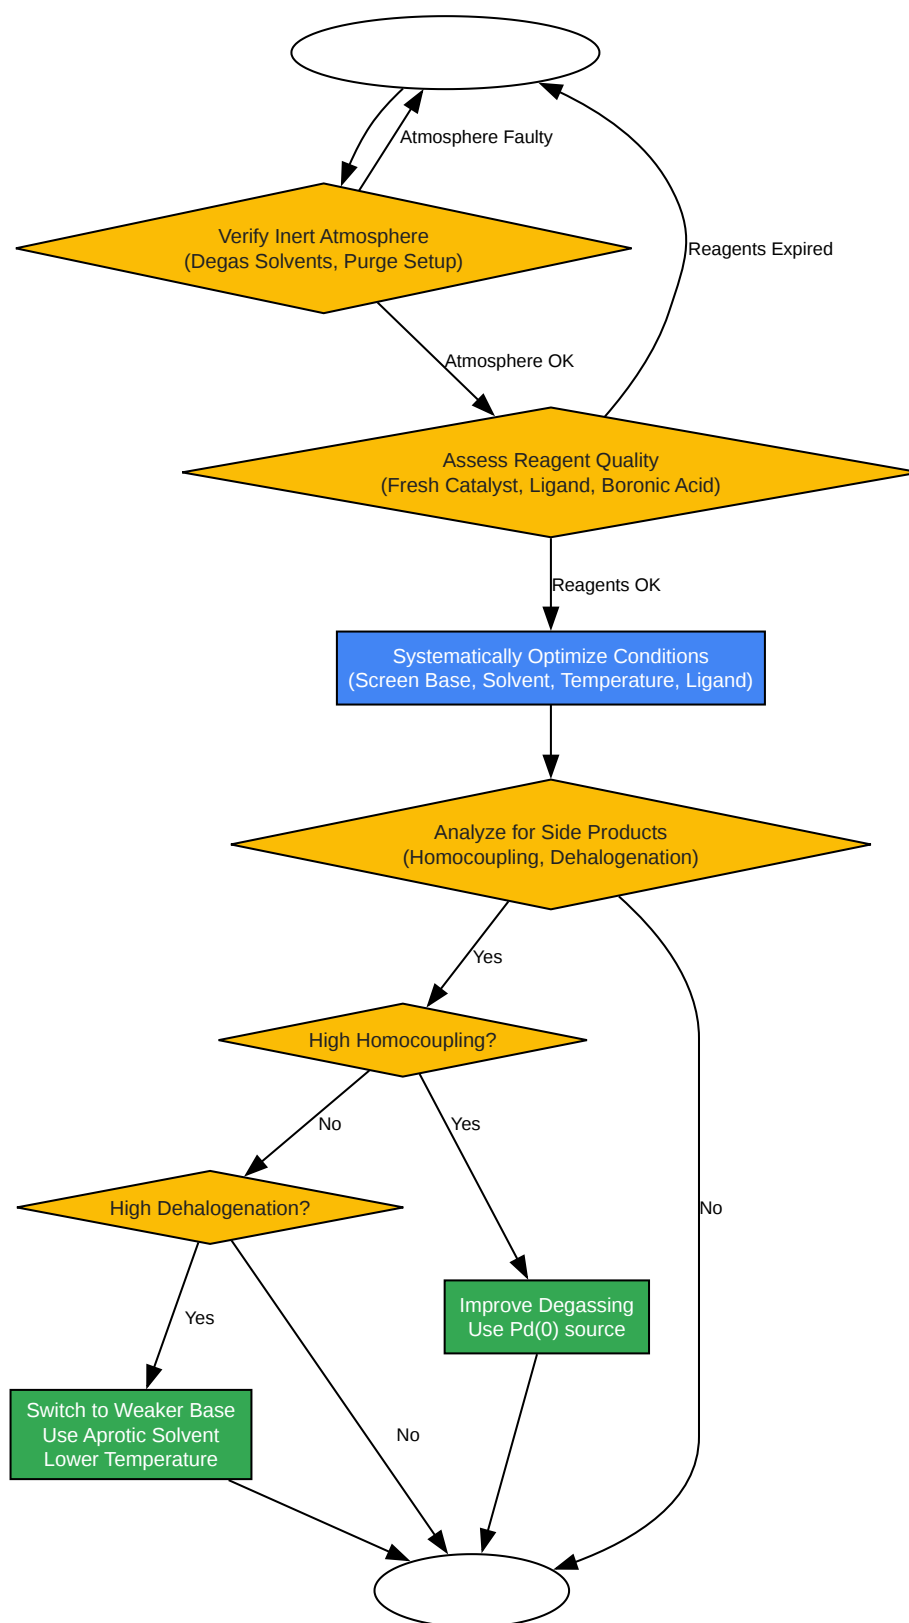 Atmosphere Faulty
Verify Inert Atmosphere
(Degas Solvents, Purge Setup)
Reagents Expired
Atmosphere OK
Assess Reagent Quality
(Fresh Catalyst, Ligand, Boronic Acid)
Reagents OK
Systematically Optimize Conditions
(Screen Base, Solvent, Temperature, Ligand)
Analyze for Side Products
(Homocoupling, Dehalogenation)
Yes
High Homocoupling?
No
Yes
No
High Dehalogenation?
Improve Degassing
Use Pd(0) source
Yes
Switch to Weaker Base
Use Aprotic Solvent
Lower Temperature
No